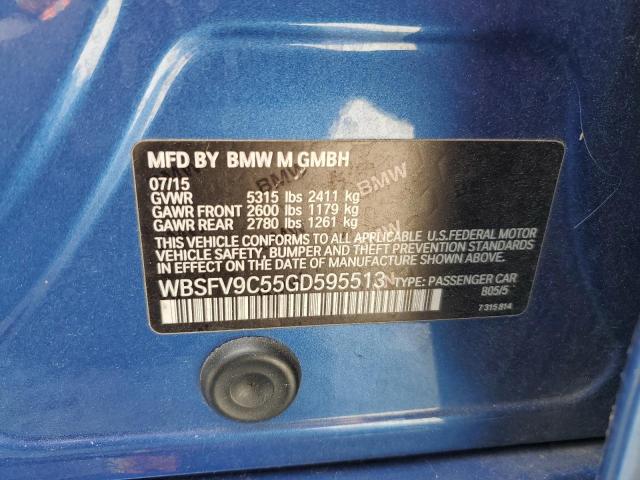 MFD BY BMW M GMBH
07/15
GVWR 5315 lbs 2411 kg
GAWR FRONT 2600 lbs 1179 kg
GAWR REAR 2780 lbs 1261 kg
THIS VEHICLE CONFORMS TO ALL APPLICABLE U.S.FEDERAL MOTOR
VEHICLE SAFETY, BUMPER, AND THEFT PREVENTION STANDARDS
IN EFFECT ON THE DATE OF MANUFACTURE SHOWN ABOVE.
WBSFV9C55GD595513 TYPE: PASSENGER CAR
B05/5
7 315 814